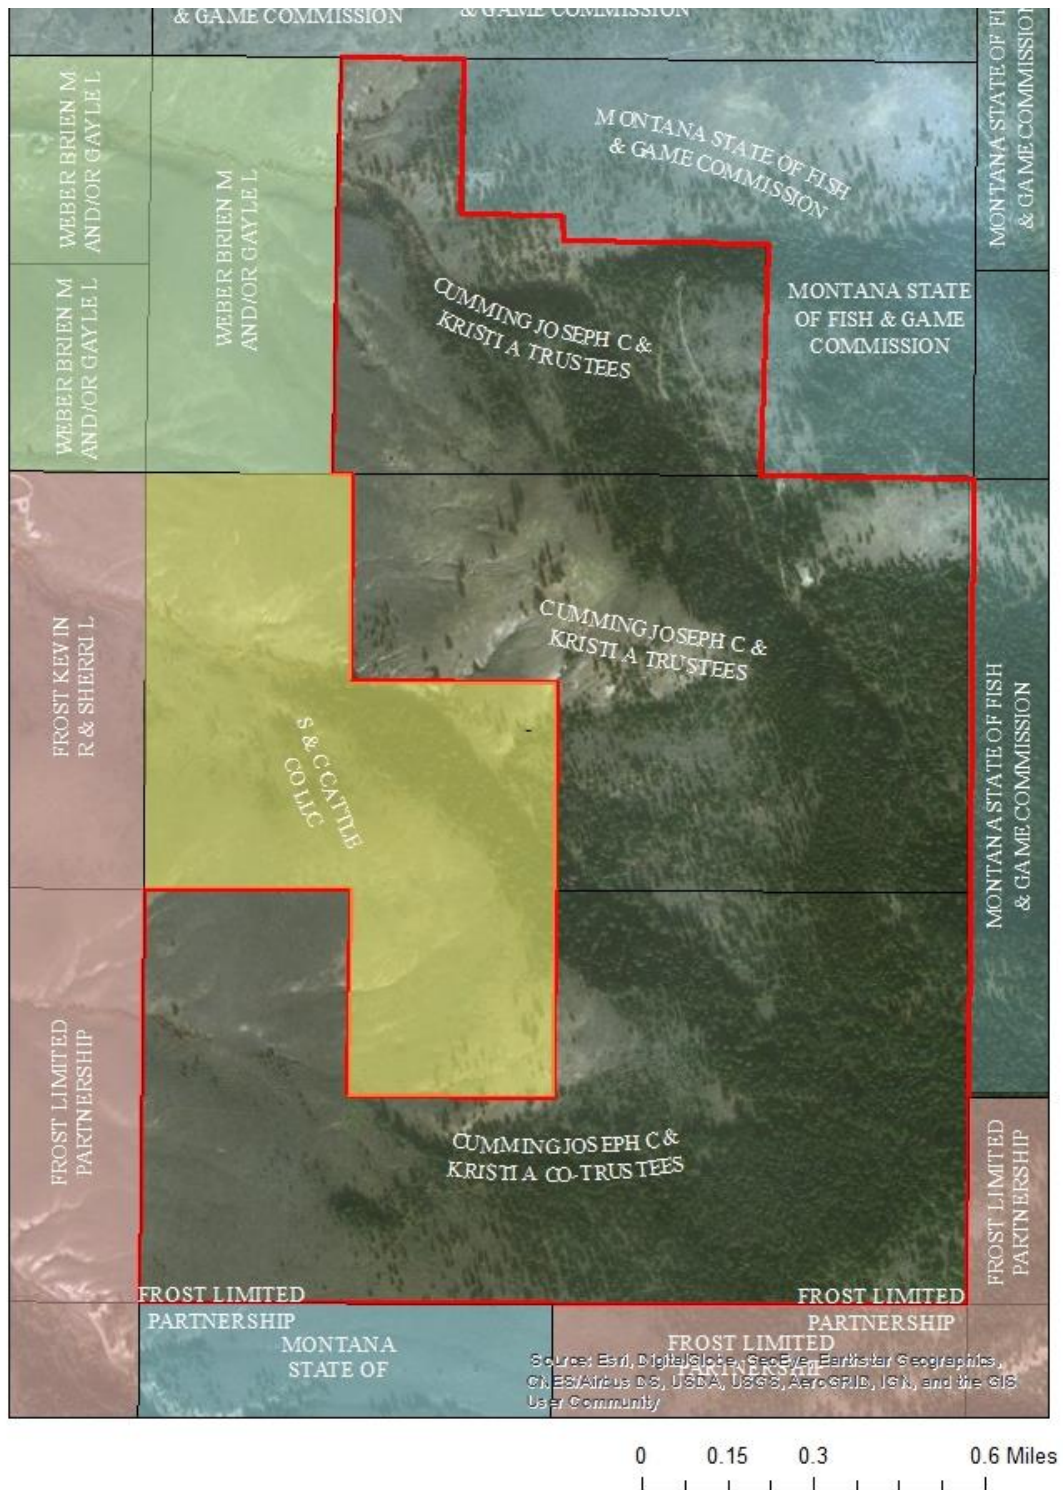 & GAME COMMISSION
& GAME COMMISSION
MONTANA STATE OF FI
& GAME COMMISSION
WEBER BRIEN M
AND/OR GAYLE L
WEBER BRIEN M
AND/OR GAYLE L
MONTANA STATE OF FISH
& GAME COMMISSION
CUMMING JOSEPH C &
KRISTI A TRUSTEES
MONTANA STATE
OF FISH & GAME
COMMISSION
WEBER BRIEN M
AND/OR GAYLE L
CUMMING JOSEPH C &
KRISTI A TRUSTEES
FROST KEVIN
R & SHERRI L
S & C CATTLE
CO LLC
MONTANA STATE OF FISH
& GAME COMMISSION
FROST LIMITED
PARTNERSHIP
CUMMING JOSEPH C &
KRISTI A CO-TRUSTEES
FROST LIMITED
PARTNERSHIP
FROST LIMITED
PARTNERSHIP
FROST LIMITED
PARTNERSHIP
MONTANA
STATE OF
FROST LIMITED
PARTNERSHIP
Source: Esri, DigitalGlobe, GeoEye, Earthstar Geographics,
CNES/Airbus DS, USDA, USGS, AeroGRID, IGN, and the GIS
User Community
0 0.15 0.3 0.6 Miles